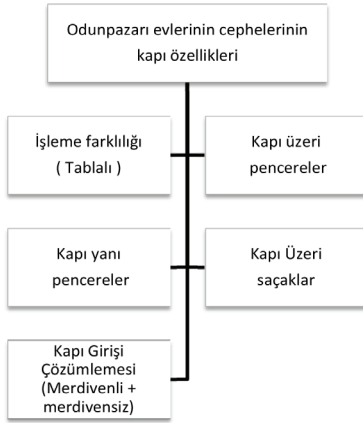 Odunpazarı evlerinin cephelerinin
kapı özellikleri
İşleme farklılığı
( Tablalı )
Kapı üzeri
pencereler
Kapı yanı
pencereler
Kapı Üzeri
saçaklar
Kapı Girişi
Çözümlemesi
(Merdivenli +
merdivensiz)